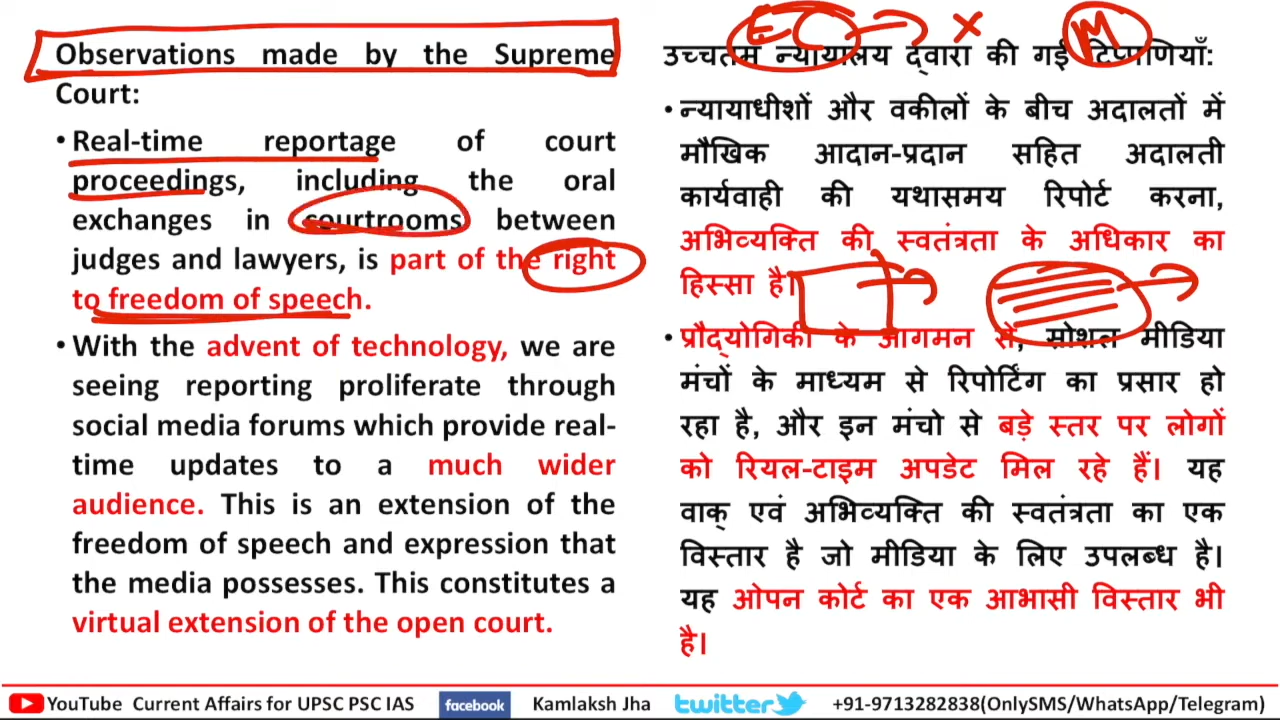 Observations made by the Supreme
Court:
• Real-time reportage of court
proceedings, including the oral
exchanges in courtrooms between
judges and lawyers, is part of the right
to freedom of speech.
• With the advent of technology, we are
seeing reporting proliferate through
social media forums which provide real-
time updates to a much wider
audience. This is an extension of the
freedom of speech and expression that
the media possesses. This constitutes a
virtual extension of the open court.
EC X M
उच्चतम न्यायालय द्वारा की गई टिप्पणियाँ:
• न्यायाधीशों और वकीलों के बीच अदालतों में
मौखिक आदान-प्रदान सहित अदालती
कार्यवाही की यथासमय रिपोर्ट करना,
अभिव्यक्ति की स्वतंत्रता के अधिकार का
हिस्सा है।
• प्रौद्योगिकी के आगमन से, सोशल मीडिया
मंचों के माध्यम से रिपोर्टिंग का प्रसार हो
रहा है, और इन मंचो से बड़े स्तर पर लोगों
को रियल-टाइम अपडेट मिल रहे हैं। यह
वाक् एवं अभिव्यक्ति की स्वतंत्रता का एक
विस्तार है जो मीडिया के लिए उपलब्ध है।
यह ओपन कोर्ट का एक आभासी विस्तार भी
है।
YouTube Current Affairs for UPSC PSC IAS facebook Kamlaksh Jha twitter +91-9713282838(OnlySMS/WhatsApp/Telegram)